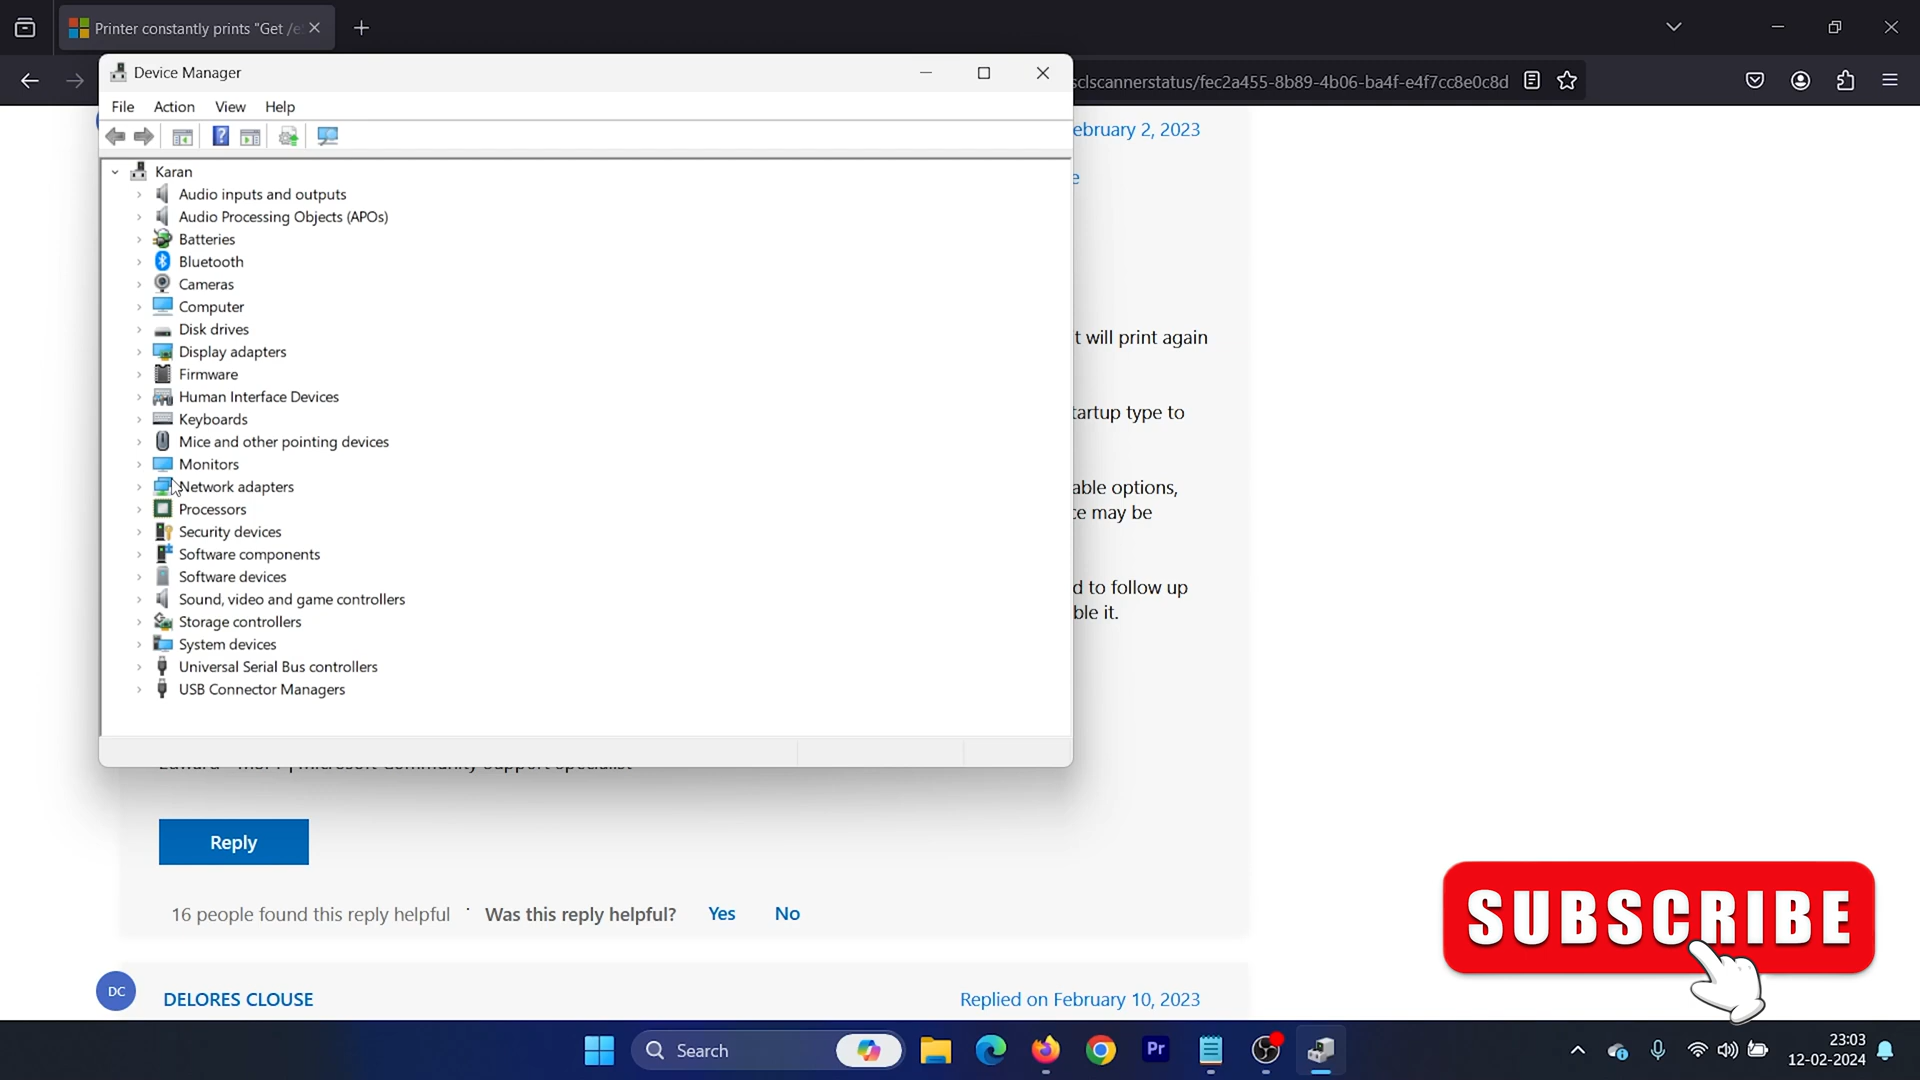 Printer constantly prints "Get /eS
Device Manager
sclscannerstatus/fec2a455-8b89-4b06-ba4f-e4f7cc8e0c8d
File Action View Help
ebruary 2, 2023
Karan
Audio inputs and outputs
e
Audio Processing Objects (APOs)
Batteries
Bluetooth
Cameras
Computer
Disk drives
t will print again
Display adapters
Firmware
Human Interface Devices
Keyboards
tartup type to
Mice and other pointing devices
Monitors
Network adapters
able options,
Processors
ce may be
Security devices
Software components
Software devices
d to follow up
Sound, video and game controllers
ble it.
Storage controllers
System devices
Universal Serial Bus controllers
USB Connector Managers
Reply
16 people found this reply helpful · Was this reply helpful? Yes No
SUBSCRIBE
DC
DELORES CLOUSE
Replied on February 10, 2023
Search
Pr
23:03
12-02-2024